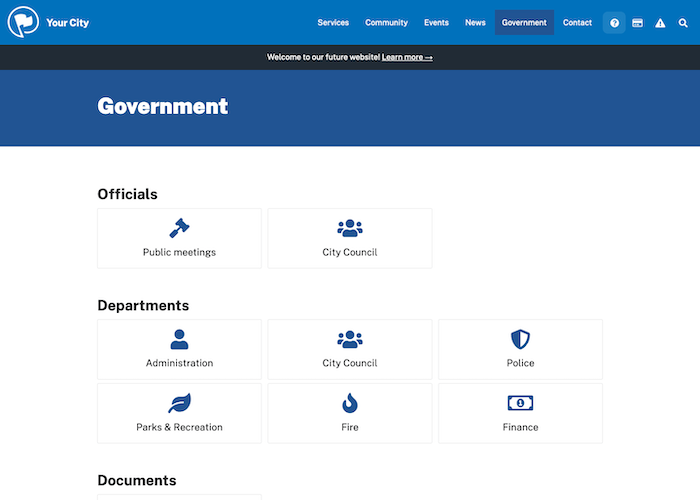 Your City
Services Community Events News Government Contact
Welcome to our future website! Learn more →
Government
Officials
Public meetings City Council
Departments
Administration City Council Police
Parks & Recreation Fire Finance
Documents